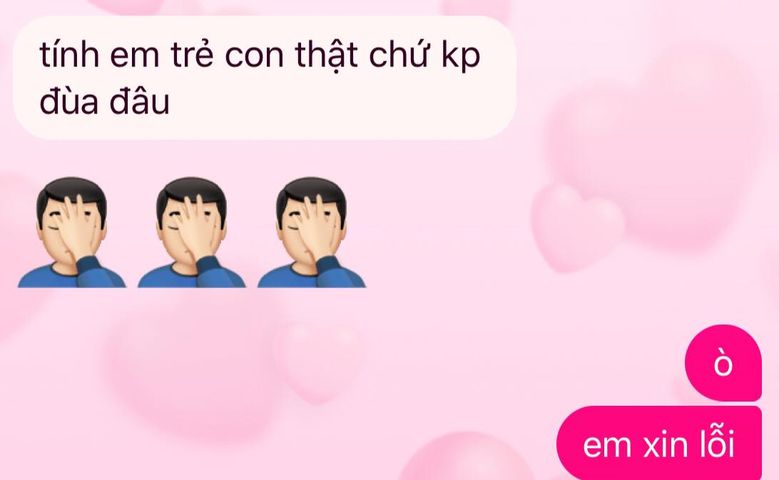 tính em trẻ con thật chứ kp
đùa đâu
ò
em xin lỗi